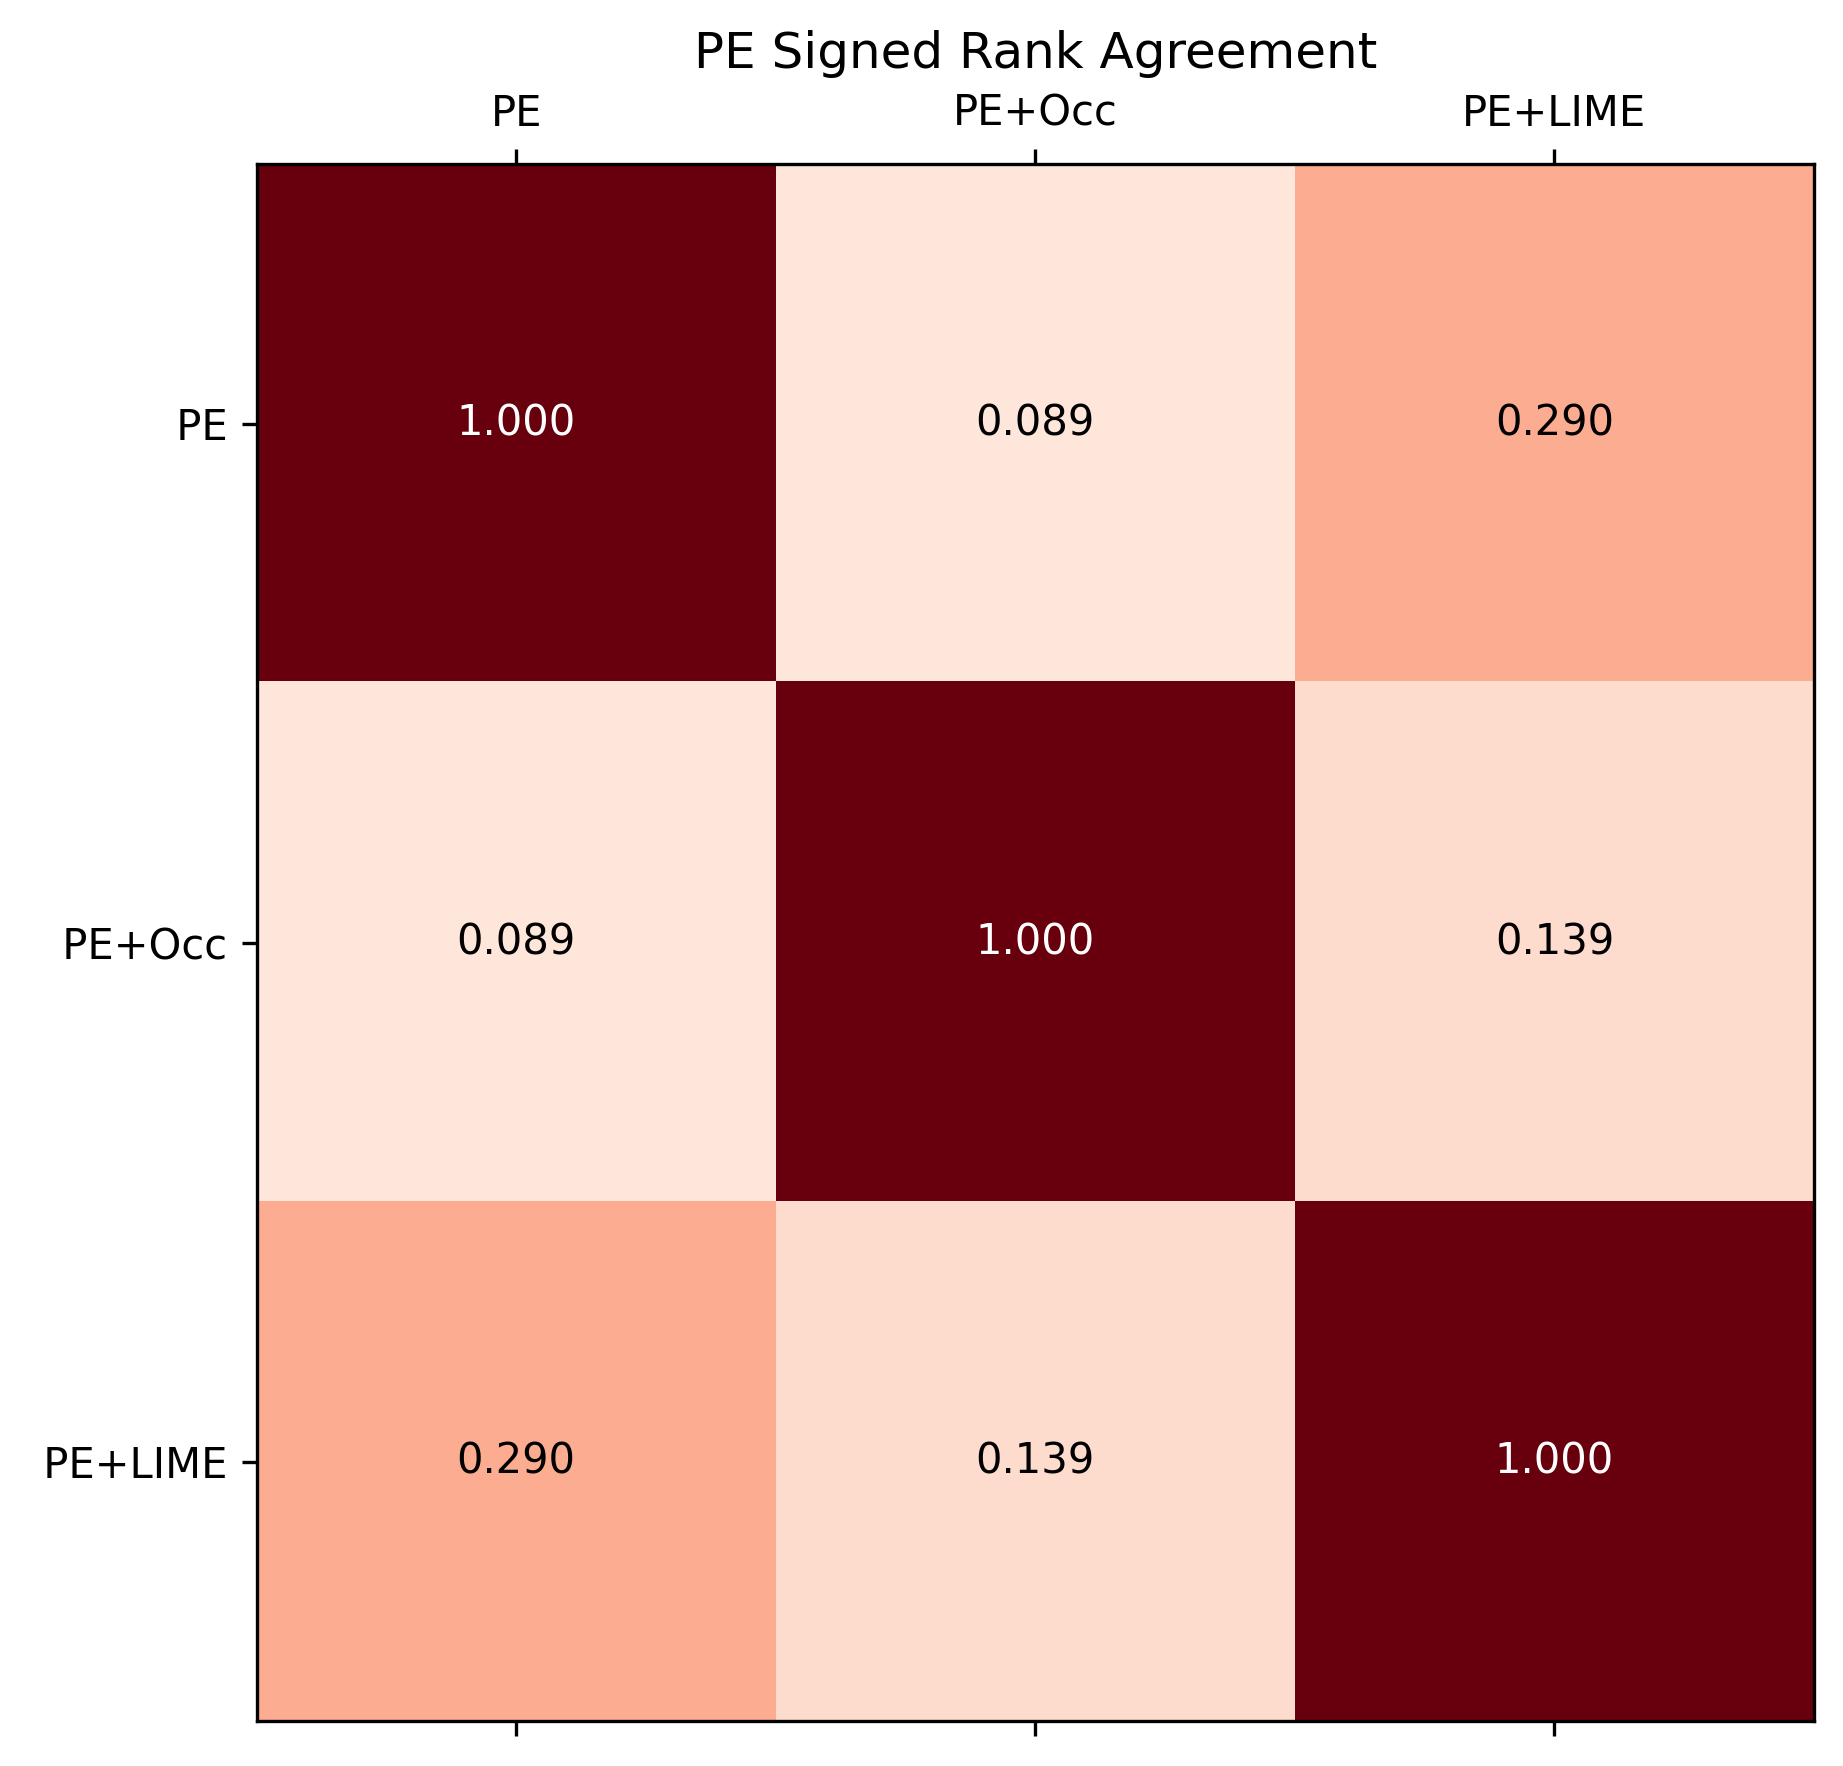 PE Signed Rank Agreement
PE PE+Occ PE+LIME
PE 1.000 0.089 0.290
PE+Occ 0.089 1.000 0.139
PE+LIME 0.290 0.139 1.000